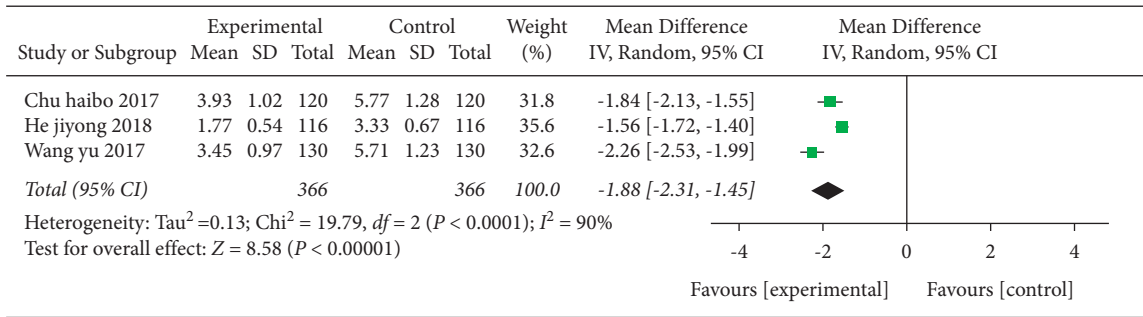 Experimental Control Weight Mean Difference Mean Difference
Study or Subgroup Mean SD Total Mean SD Total (%) IV, Random, 95% CI IV, Random, 95% CI
Chu haibo 2017 3.93 1.02 120 5.77 1.28 120 31.8 -1.84 [-2.13, -1.55]
He jiyong 2018 1.77 0.54 116 3.33 0.67 116 35.6 -1.56 [-1.72, -1.40]
Wang yu 2017 3.45 0.97 130 5.71 1.23 130 32.6 -2.26 [-2.53, -1.99]
Total (95% CI) 366 366 100.0 -1.88 [-2.31, -1.45]
Heterogeneity: Tau² =0.13; Chi² = 19.79, df = 2 (P < 0.0001); I² = 90%
Test for overall effect: Z = 8.58 (P < 0.00001)
-4 -2 0 2 4
Favours [experimental] Favours [control]